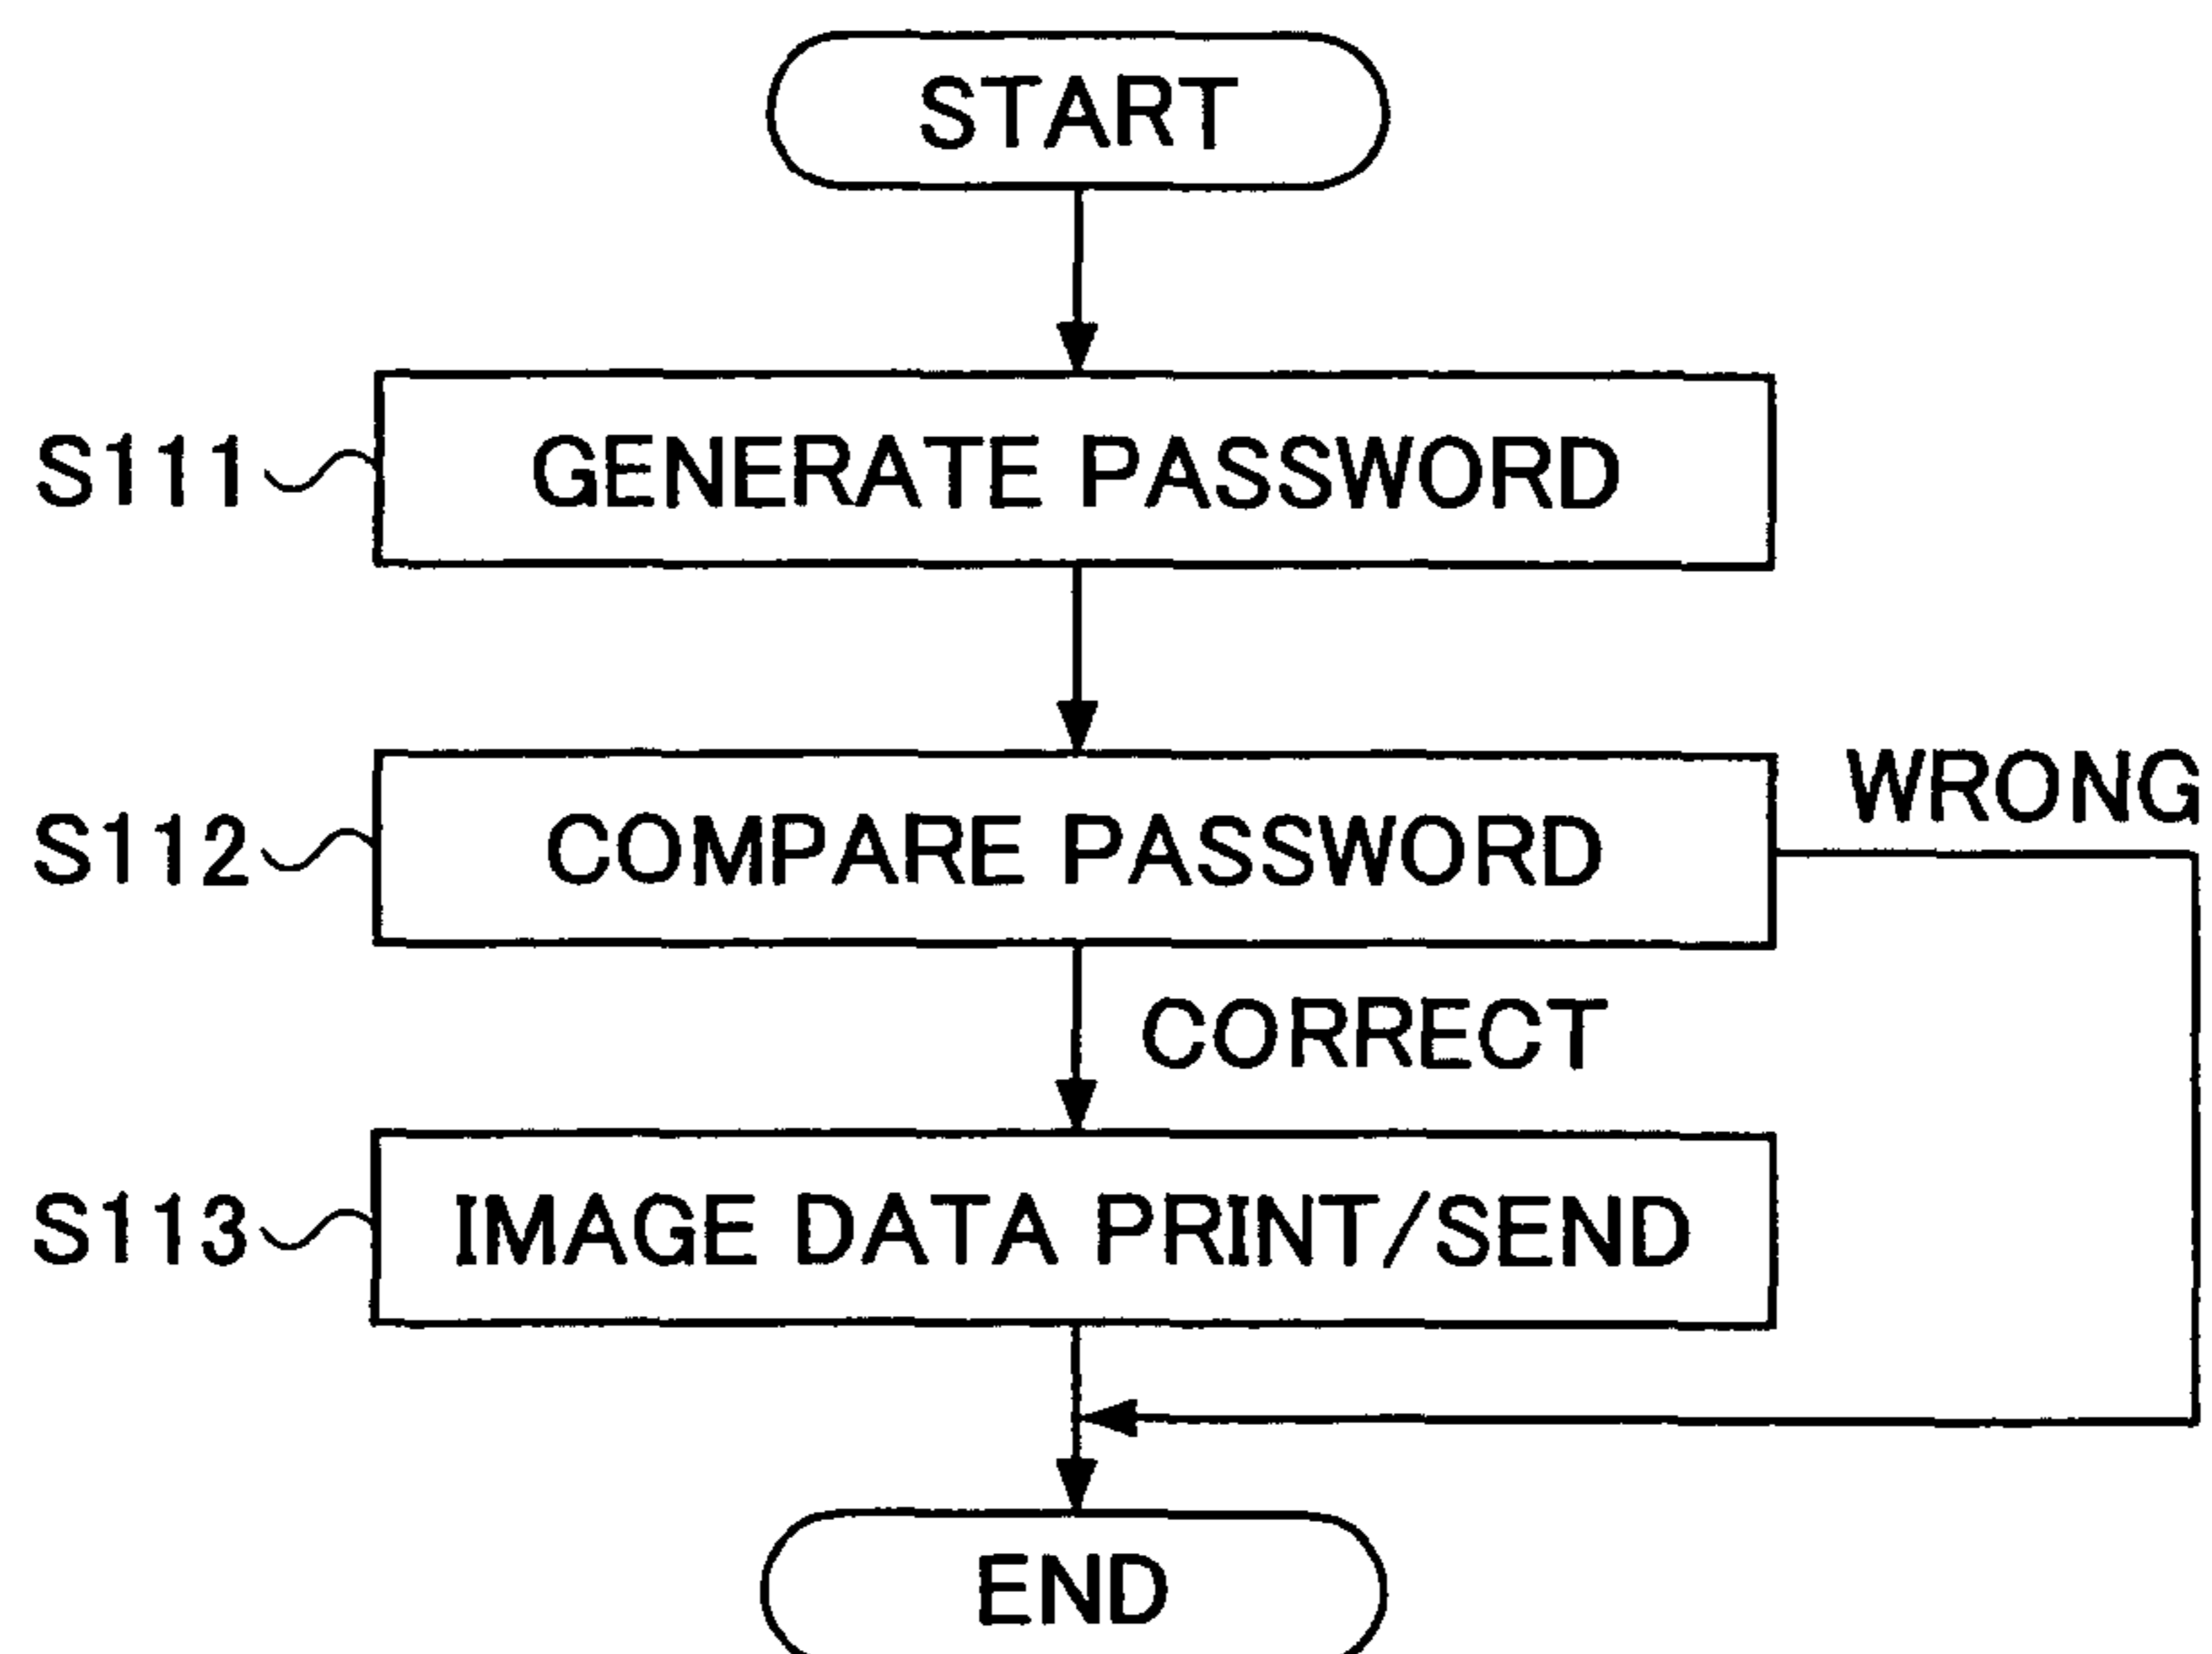 START
S111 GENERATE PASSWORD
S112 COMPARE PASSWORD
WRONG
CORRECT
S113 IMAGE DATA PRINT/SEND
END